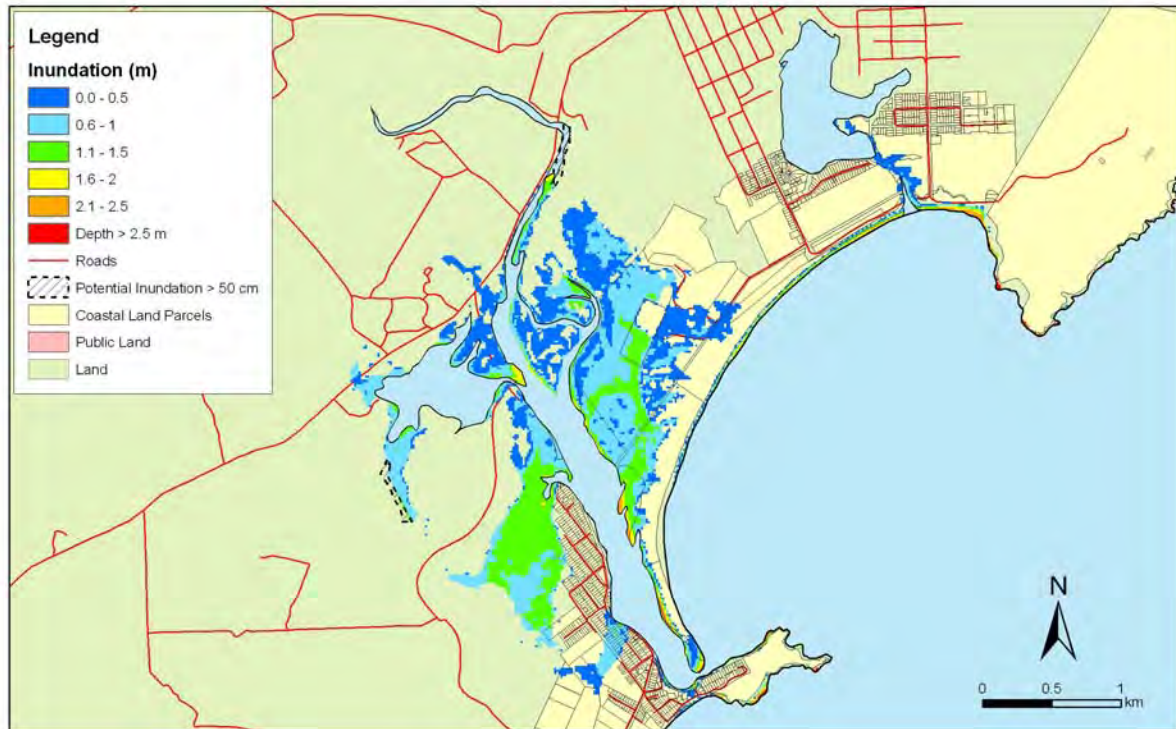 Legend
Inundation (m)
0.0 - 0.5
0.6 - 1
1.1 - 1.5
1.6 - 2
2.1 - 2.5
Depth > 2.5 m
Roads
Potential Inundation > 50 cm
Coastal Land Parcels
Public Land
Land
N
0 0.5 1
km